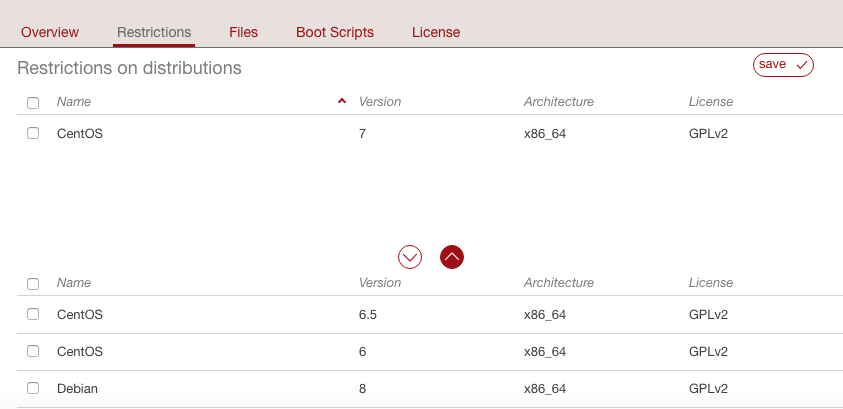 Overview Restrictions Files Boot Scripts License
Restrictions on distributions save
Name Version Architecture License
CentOS 7 x86_64 GPLv2
Name Version Architecture License
CentOS 6.5 x86_64 GPLv2
CentOS 6 x86_64 GPLv2
Debian 8 x86_64 GPLv2